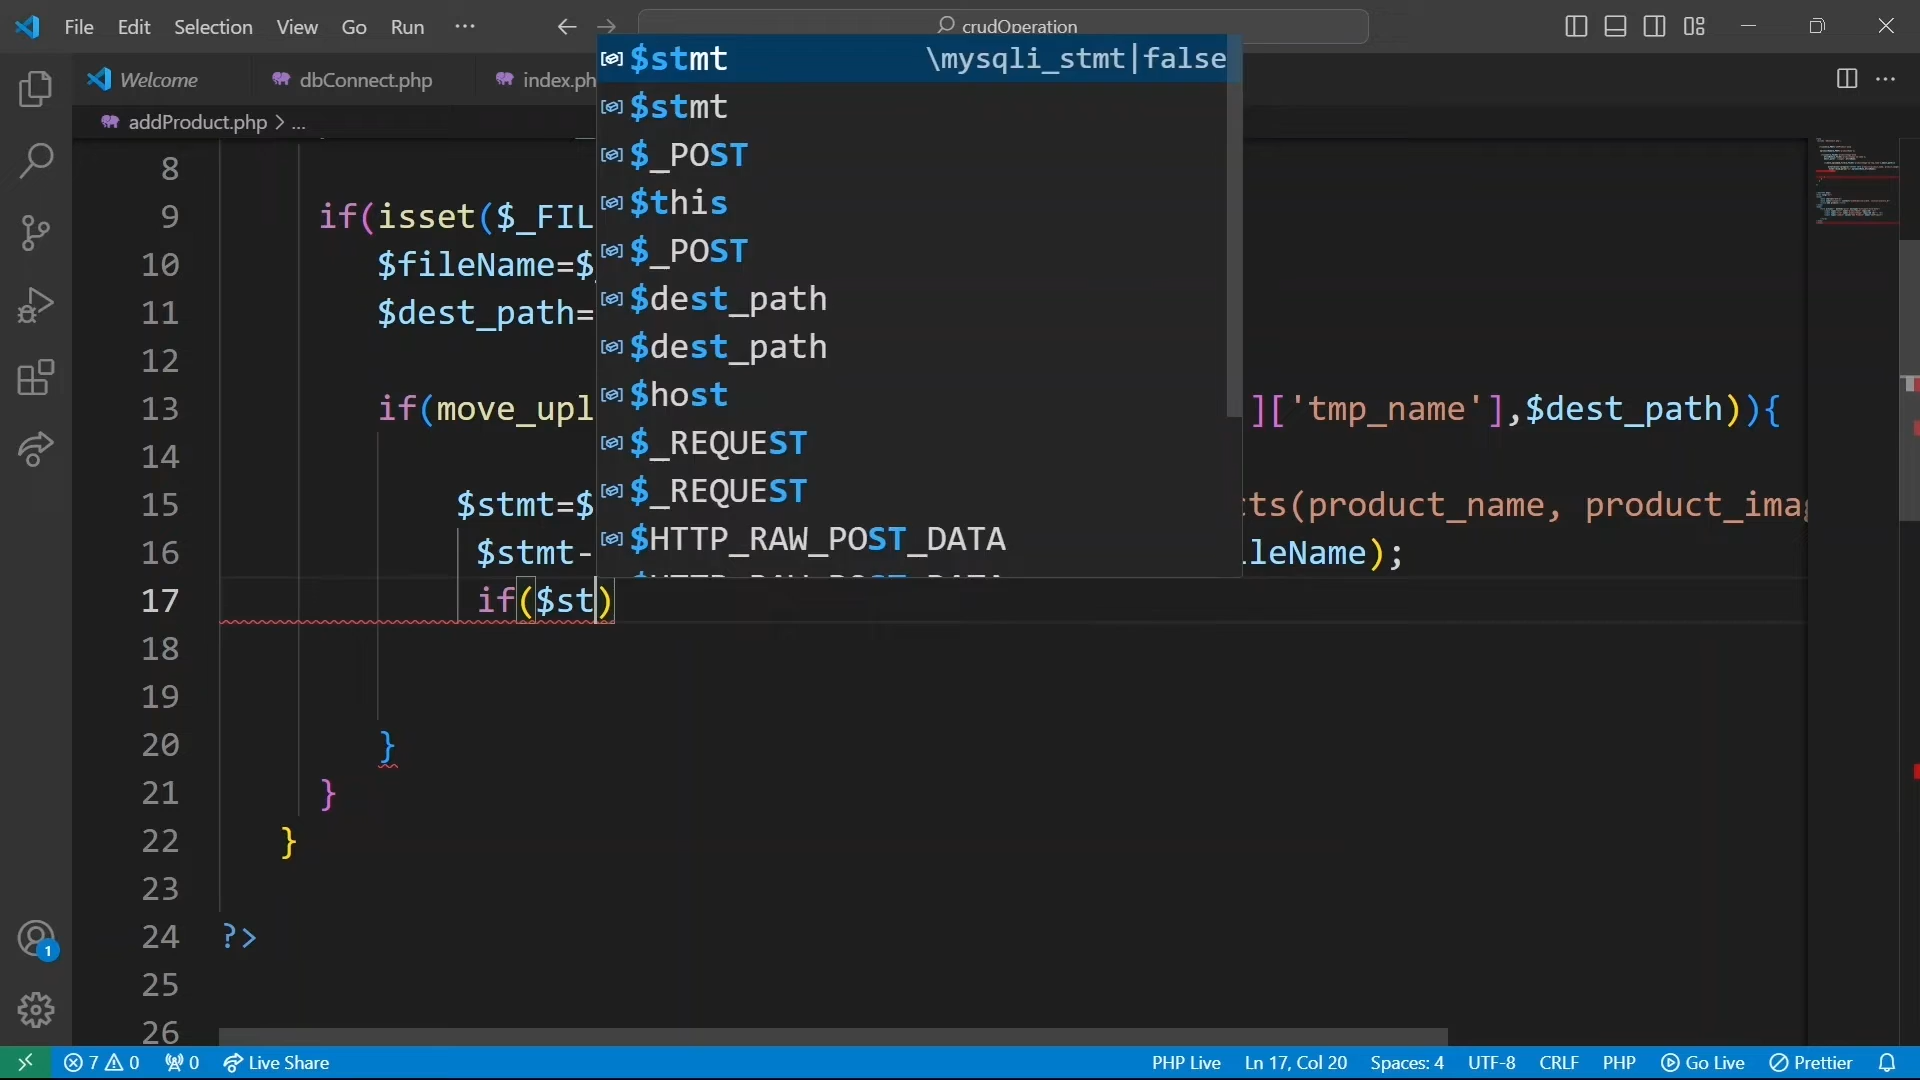 File Edit Selection View Go Run ··· crudOperation
Welcome dbConnect.php index.ph
addProduct.php > ...
$stmt \mysqli_stmt|false
$stmt
$_POST
$this
$_POST
$dest_path
$dest_path
$host
$_REQUEST
$_REQUEST
$HTTP_RAW_POST_DATA
8
9 if(isset($_FIL
10 $fileName=$
11 $dest_path=
12
13 if(move_upl ]['tmp_name'],$dest_path)){
14
15 $stmt=$ cts(product_name, product_imag
16 $stmt- leName);
17 if($st)
18
19
20 }
21 }
22 }
23
24 ?>
25
26
1
7 0 0 Live Share PHP Live Ln 17, Col 20 Spaces: 4 UTF-8 CRLF PHP Go Live Prettier